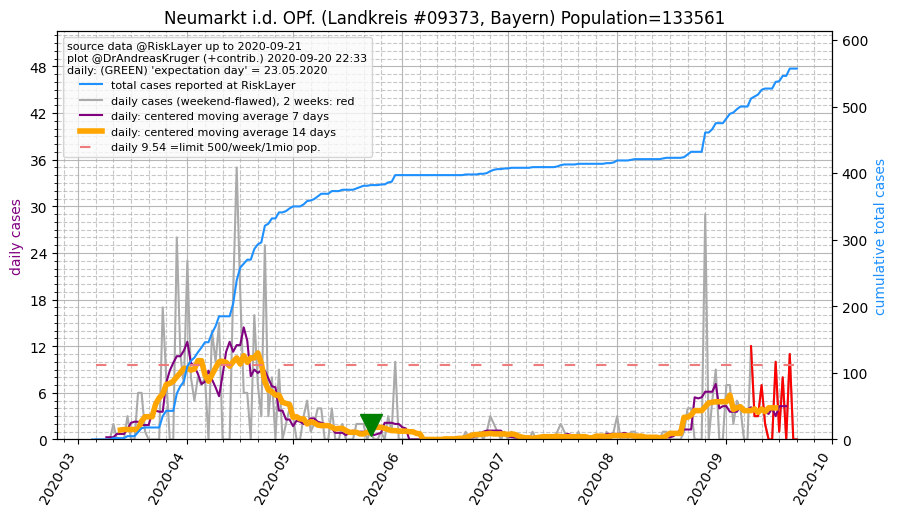 Neumarkt i.d. OPf. (Landkreis #09373, Bayern) Population=133561
source data @RiskLayer up to 2020-09-21
plot @DrAndreasKruger (+contrib.) 2020-09-20 22:33
daily: (GREEN) 'expectation day' = 23.05.2020
total cases reported at RiskLayer
daily cases (weekend-flawed), 2 weeks: red
daily: centered moving average 7 days
daily: centered moving average 14 days
daily 9.54 =limit 500/week/1mio pop.
daily cases
48
42
36
30
24
18
12
6
0
600
500
400
300
200
100
0
cumulative total cases
2020-03
2020-04
2020-05
2020-06
2020-07
2020-08
2020-09
2020-10